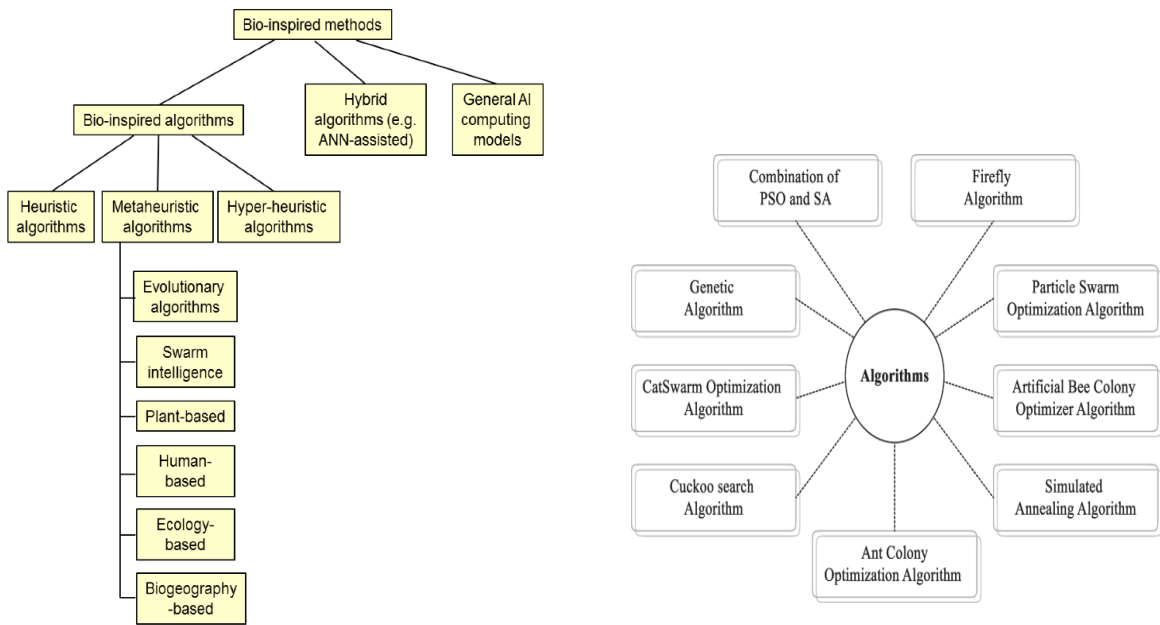 Bio-inspired methods
Bio-inspired algorithms
Hybrid
algorithms (e.g.
ANN-assisted)
General AI
computing
models
Heuristic
algorithms
Metaheuristic
algorithms
Hyper-heuristic
algorithms
Evolutionary
algorithms
Swarm
intelligence
Plant-based
Human-
based
Ecology-
based
Biogeography
-based
Combination of
PSO and SA
Firefly
Algorithm
Genetic
Algorithm
Particle Swarm
Optimization Algorithm
CatSwarm Optimization
Algorithm
Algorithms
Artificial Bee Colony
Optimizer Algorithm
Cuckoo search
Algorithm
Simulated
Annealing Algorithm
Ant Colony
Optimization Algorithm